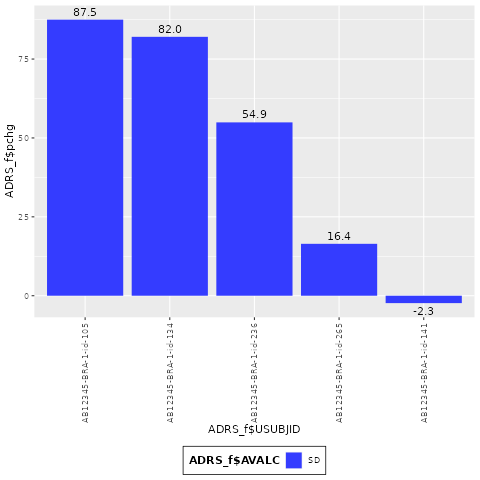 87.5
82.0
54.9
16.4
-2.3
75
50
25
0
ADRS_f$pchg
AB12345-BRA-1-id-105
AB12345-BRA-1-id-134
AB12345-BRA-1-id-236
AB12345-BRA-1-id-265
AB12345-BRA-1-id-141
ADRS_f$USUBJID
ADRS_f$AVALC SD